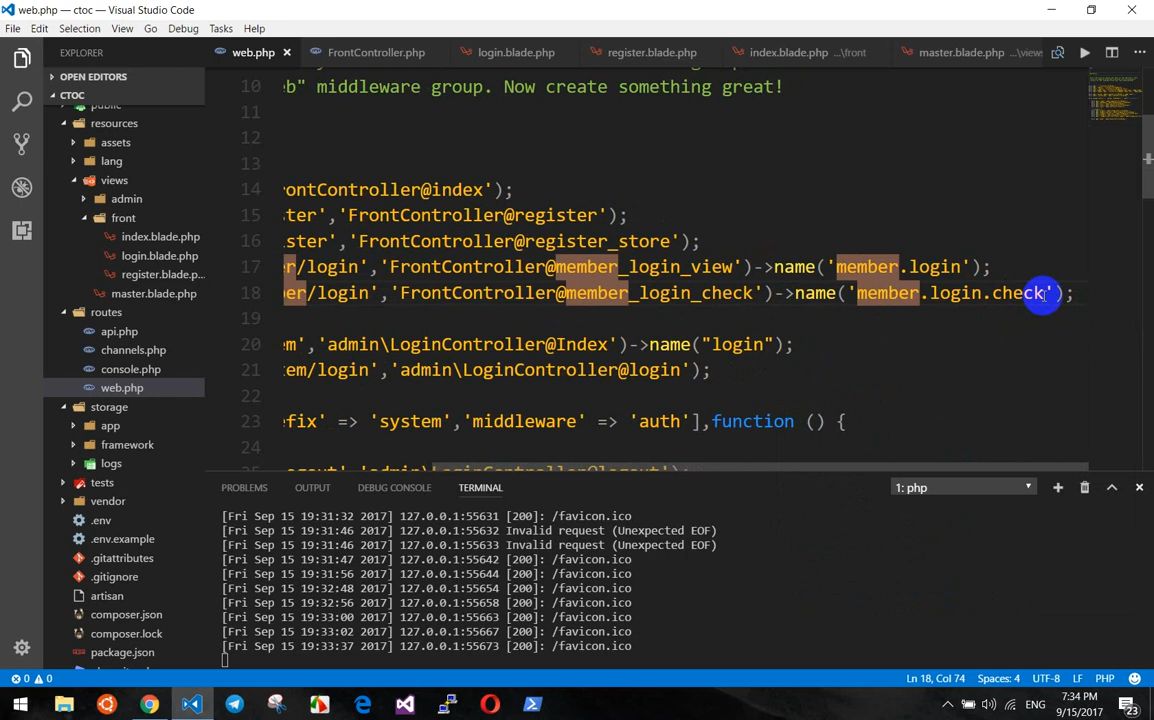 web.php - ctoc - Visual Studio Code
File Edit Selection View Go Debug Tasks Help
EXPLORER
web.php FrontController.php login.blade.php register.blade.php index.blade.php ...\front master.blade.php ...\views
OPEN EDITORS
CTOC
public
resources
assets
lang
views
admin
front
index.blade.php
login.blade.php
register.blade.p...
master.blade.php
routes
api.php
channels.php
console.php
web.php
storage
app
framework
logs
tests
vendor
.env
.env.example
.gitattributes
.gitignore
artisan
composer.json
composer.lock
package.json
10 eb" middleware group. Now create something great!
11
12
13
14 rontController@index');
15 ster','FrontController@register');
16 ister','FrontController@register_store');
17 er/login','FrontController@member_login_view')->name('member.login');
18 er/login','FrontController@member_login_check')->name('member.login.check');
19
20 em','admin\LoginController@Index')->name("login");
21 tem/login','admin\LoginController@login');
22
23 efix' => 'system','middleware' => 'auth'],function () {
24
25 logout','admin\LoginController@logout');
PROBLEMS OUTPUT DEBUG CONSOLE TERMINAL 1: php
[Fri Sep 15 19:31:32 2017] 127.0.0.1:55631 [200]: /favicon.ico
[Fri Sep 15 19:31:46 2017] 127.0.0.1:55632 Invalid request (Unexpected EOF)
[Fri Sep 15 19:31:46 2017] 127.0.0.1:55633 Invalid request (Unexpected EOF)
[Fri Sep 15 19:31:47 2017] 127.0.0.1:55642 [200]: /favicon.ico
[Fri Sep 15 19:31:56 2017] 127.0.0.1:55644 [200]: /favicon.ico
[Fri Sep 15 19:32:48 2017] 127.0.0.1:55654 [200]: /favicon.ico
[Fri Sep 15 19:32:56 2017] 127.0.0.1:55658 [200]: /favicon.ico
[Fri Sep 15 19:33:00 2017] 127.0.0.1:55663 [200]: /favicon.ico
[Fri Sep 15 19:33:02 2017] 127.0.0.1:55667 [200]: /favicon.ico
[Fri Sep 15 19:33:37 2017] 127.0.0.1:55673 [200]: /favicon.ico
0 0 Ln 18, Col 74 Spaces: 4 UTF-8 LF PHP
ENG 7:34 PM
9/15/2017 23